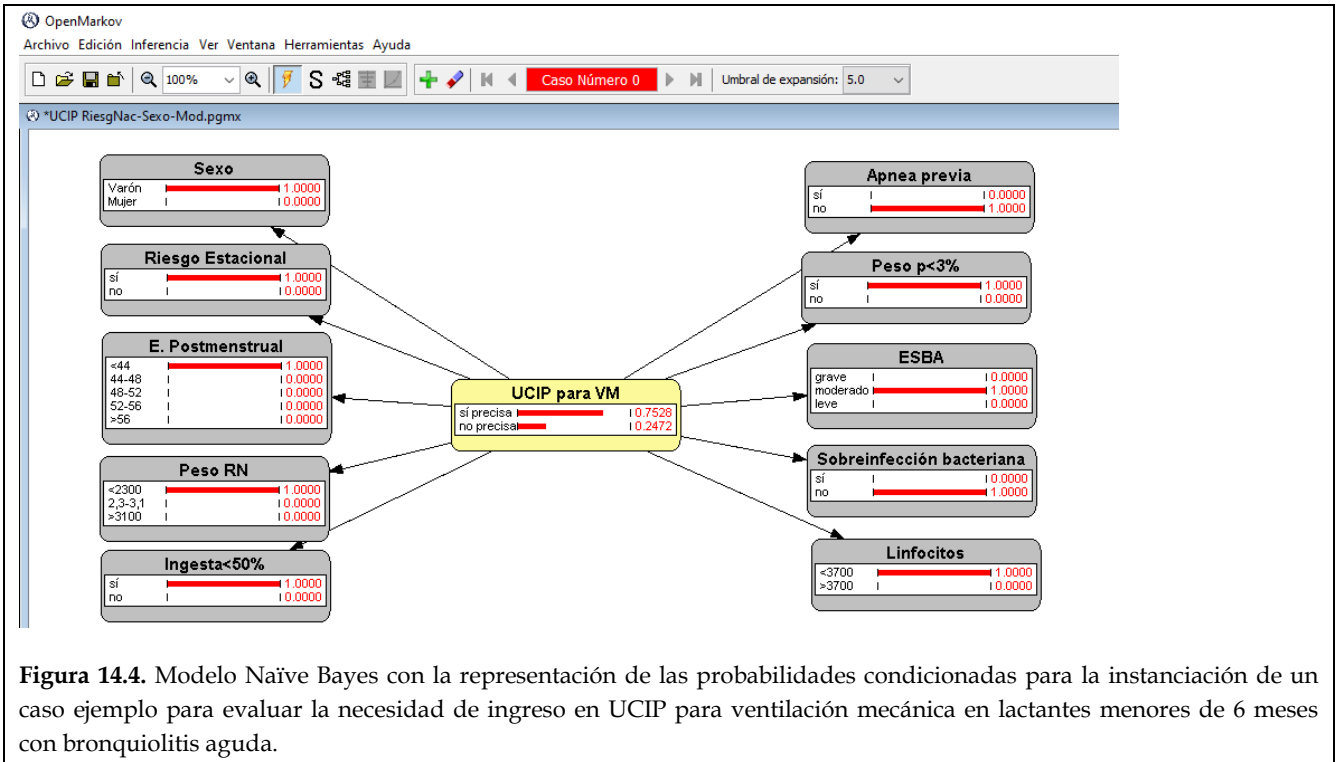 OpenMarkov
Archivo Edición Inferencia Ver Ventana Herramientas Ayuda
100% S Caso Número 0 Umbral de expansión: 5.0
*UCIP RiesgNac-Sexo-Mod.pgmx
Sexo
Varón 1.0000
Mujer 0.0000
Riesgo Estacional
sí 1.0000
no 0.0000
E. Postmenstrual
<44 1.0000
44-48 0.0000
48-52 0.0000
52-56 0.0000
>56 0.0000
Peso RN
<2300 1.0000
2,3-3,1 0.0000
>3100 0.0000
Ingesta<50%
sí 1.0000
no 0.0000
UCIP para VM
sí precisa 0.7528
no precisa 0.2472
Apnea previa
sí 0.0000
no 1.0000
Peso p<3%
sí 1.0000
no 0.0000
ESBA
grave 0.0000
moderado 1.0000
leve 0.0000
Sobreinfección bacteriana
sí 0.0000
no 1.0000
Linfocitos
<3700 1.0000
>3700 0.0000
Figura 14.4. Modelo Naïve Bayes con la representación de las probabilidades condicionadas para la instanciación de un
caso ejemplo para evaluar la necesidad de ingreso en UCIP para ventilación mecánica en lactantes menores de 6 meses
con bronquiolitis aguda.